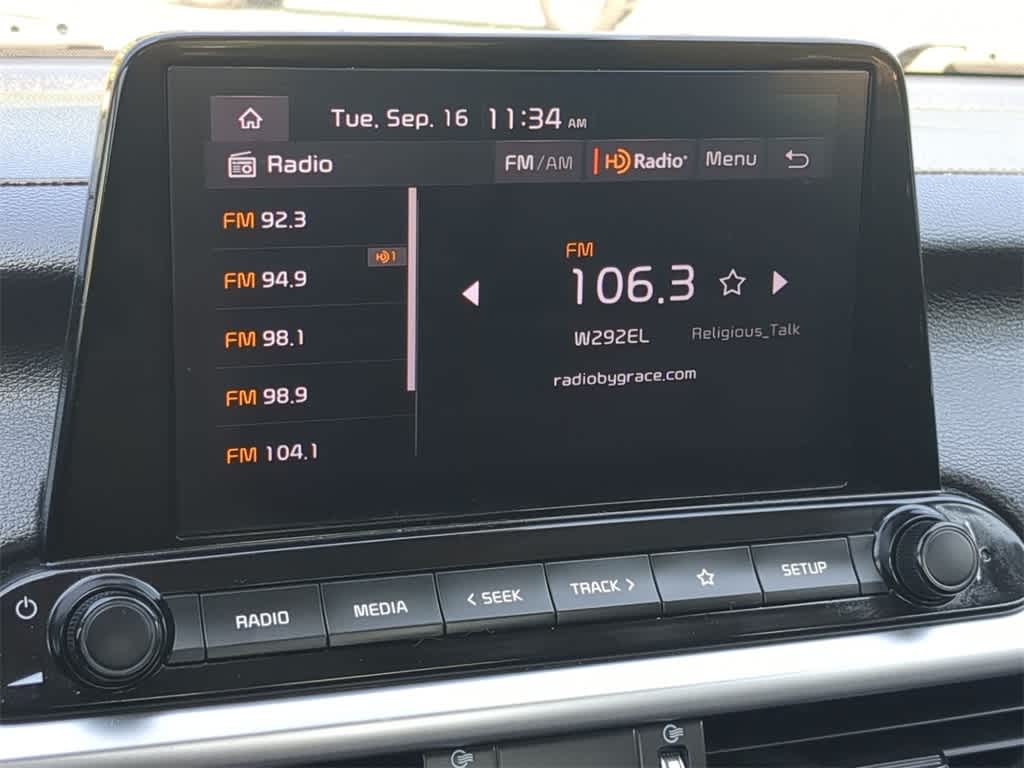 Tue, Sep. 16 11:34 AM
Radio FM/AM HD Radio Menu
FM 92.3
HD 1
FM 94.9
FM 98.1
FM 98.9
FM 104.1
FM
106.3
W292EL Religious_Talk
radiobygrace.com
RADIO MEDIA < SEEK TRACK > SETUP